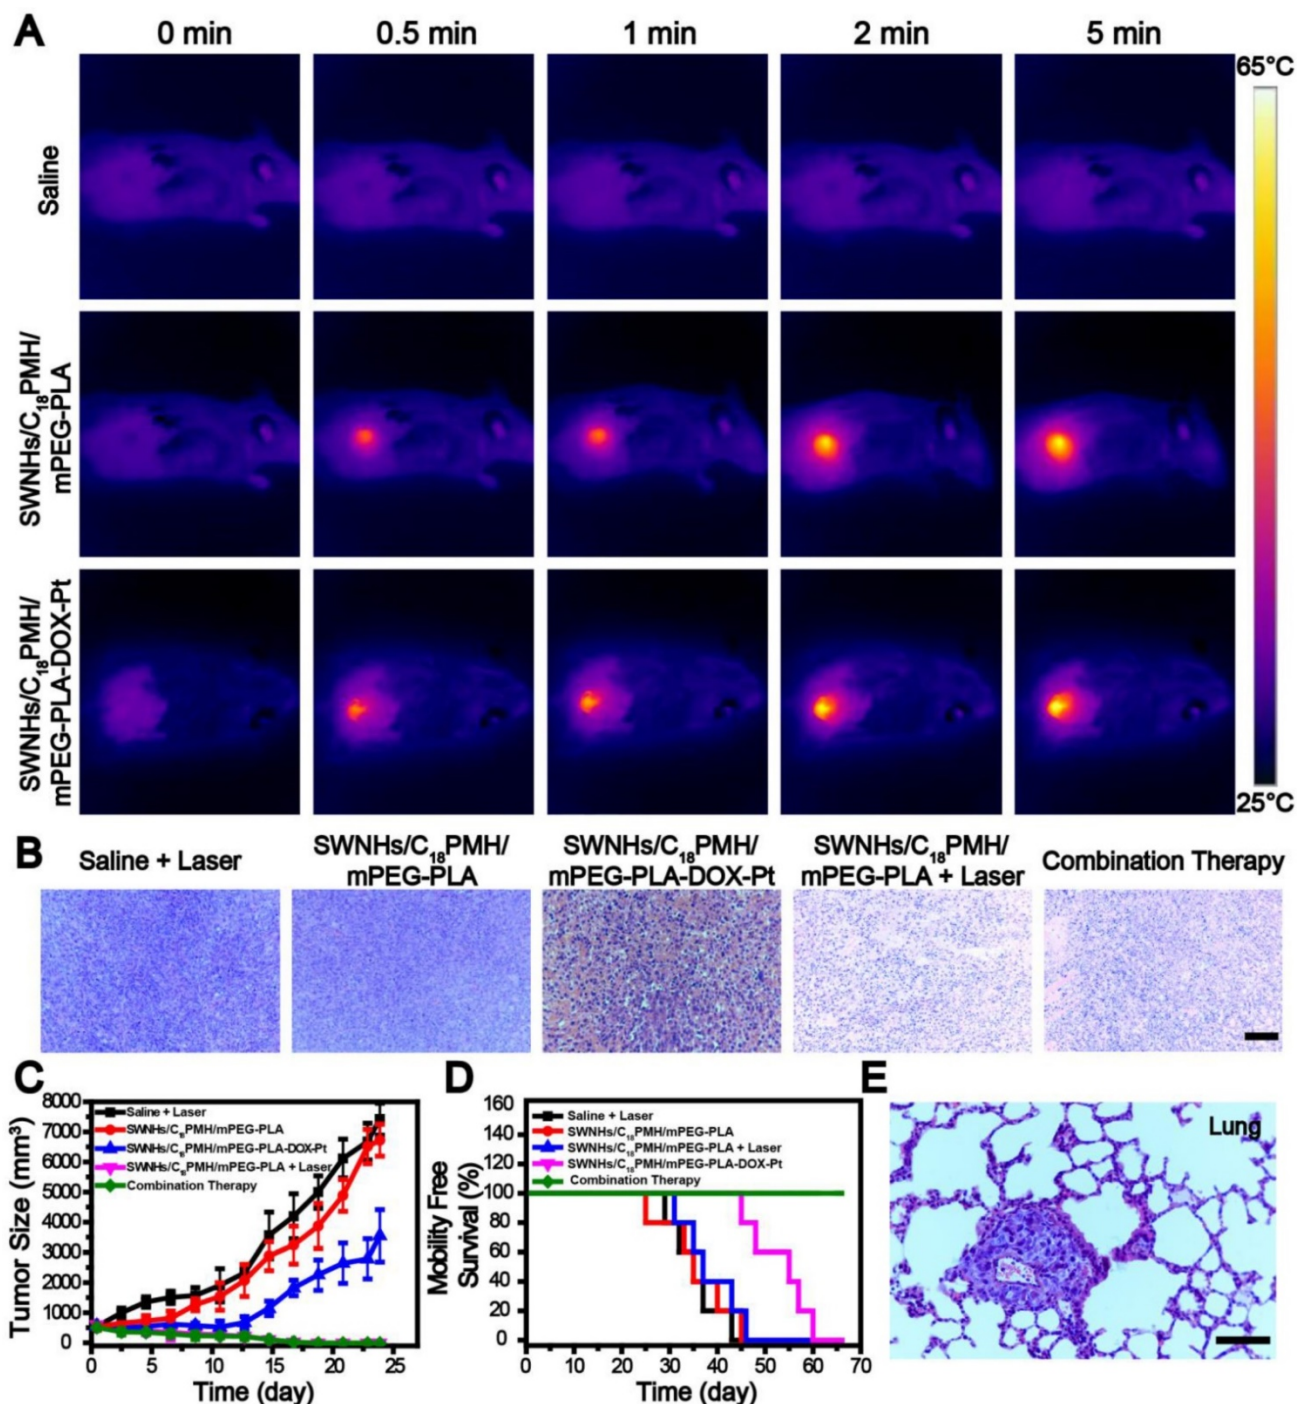 A
0 min 0.5 min 1 min 2 min 5 min
65°C
Saline
SWNHs/C18PMH/
mPEG-PLA
SWNHs/C18PMH/
mPEG-PLA-DOX-Pt
25°C
B
Saline + Laser
SWNHs/C18PMH/
mPEG-PLA
SWNHs/C18PMH/
mPEG-PLA-DOX-Pt
SWNHs/C18PMH/
mPEG-PLA + Laser
Combination Therapy
C
8000
7000
6000
5000
4000
3000
2000
1000
0
Tumor Size (mm³)
Saline + Laser
SWNHs/C18PMH/mPEG-PLA
SWNHs/C18PMH/mPEG-PLA-DOX-Pt
SWNHs/C18PMH/mPEG-PLA + Laser
Combination Therapy
0 5 10 15 20 25
Time (day)
D
160
140
120
100
80
60
40
20
0
Mobility Free
Survival (%)
Saline + Laser
SWNHs/C18PMH/mPEG-PLA
SWNHs/C18PMH/mPEG-PLA + Laser
SWNHs/C18PMH/mPEG-PLA-DOX-Pt
Combination Therapy
0 10 20 30 40 50 60 70
Time (day)
E
Lung